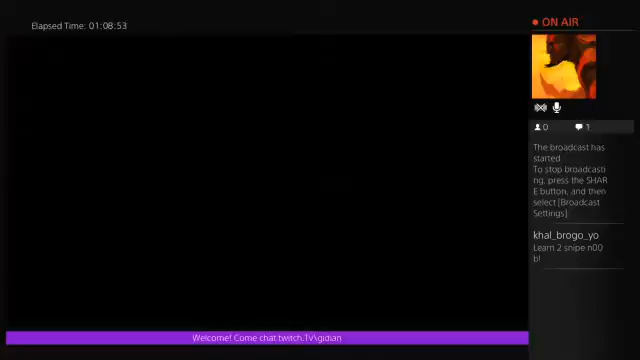 Elapsed Time: 01:08:53
ON AIR
0
1
The broadcast has
started.
To stop broadcasti
ng, press the SHAR
E button, and then
select [Broadcast
Settings].
khal_brogo_yo
Learn 2 snipe n00
b!
Welcome! Come chat twitch.TV\gidian